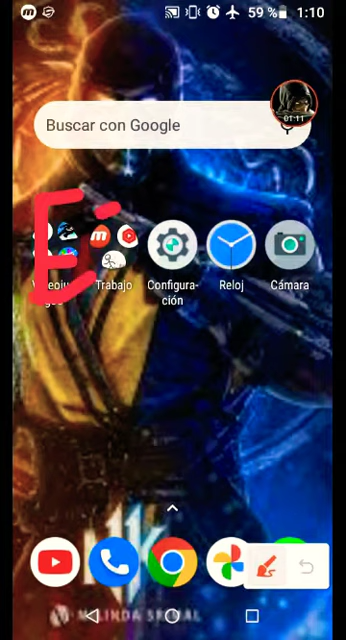 59 % 1:10
Buscar con Google
01:11
E
Trabajo
Configura-
ción
Reloj
Cámara